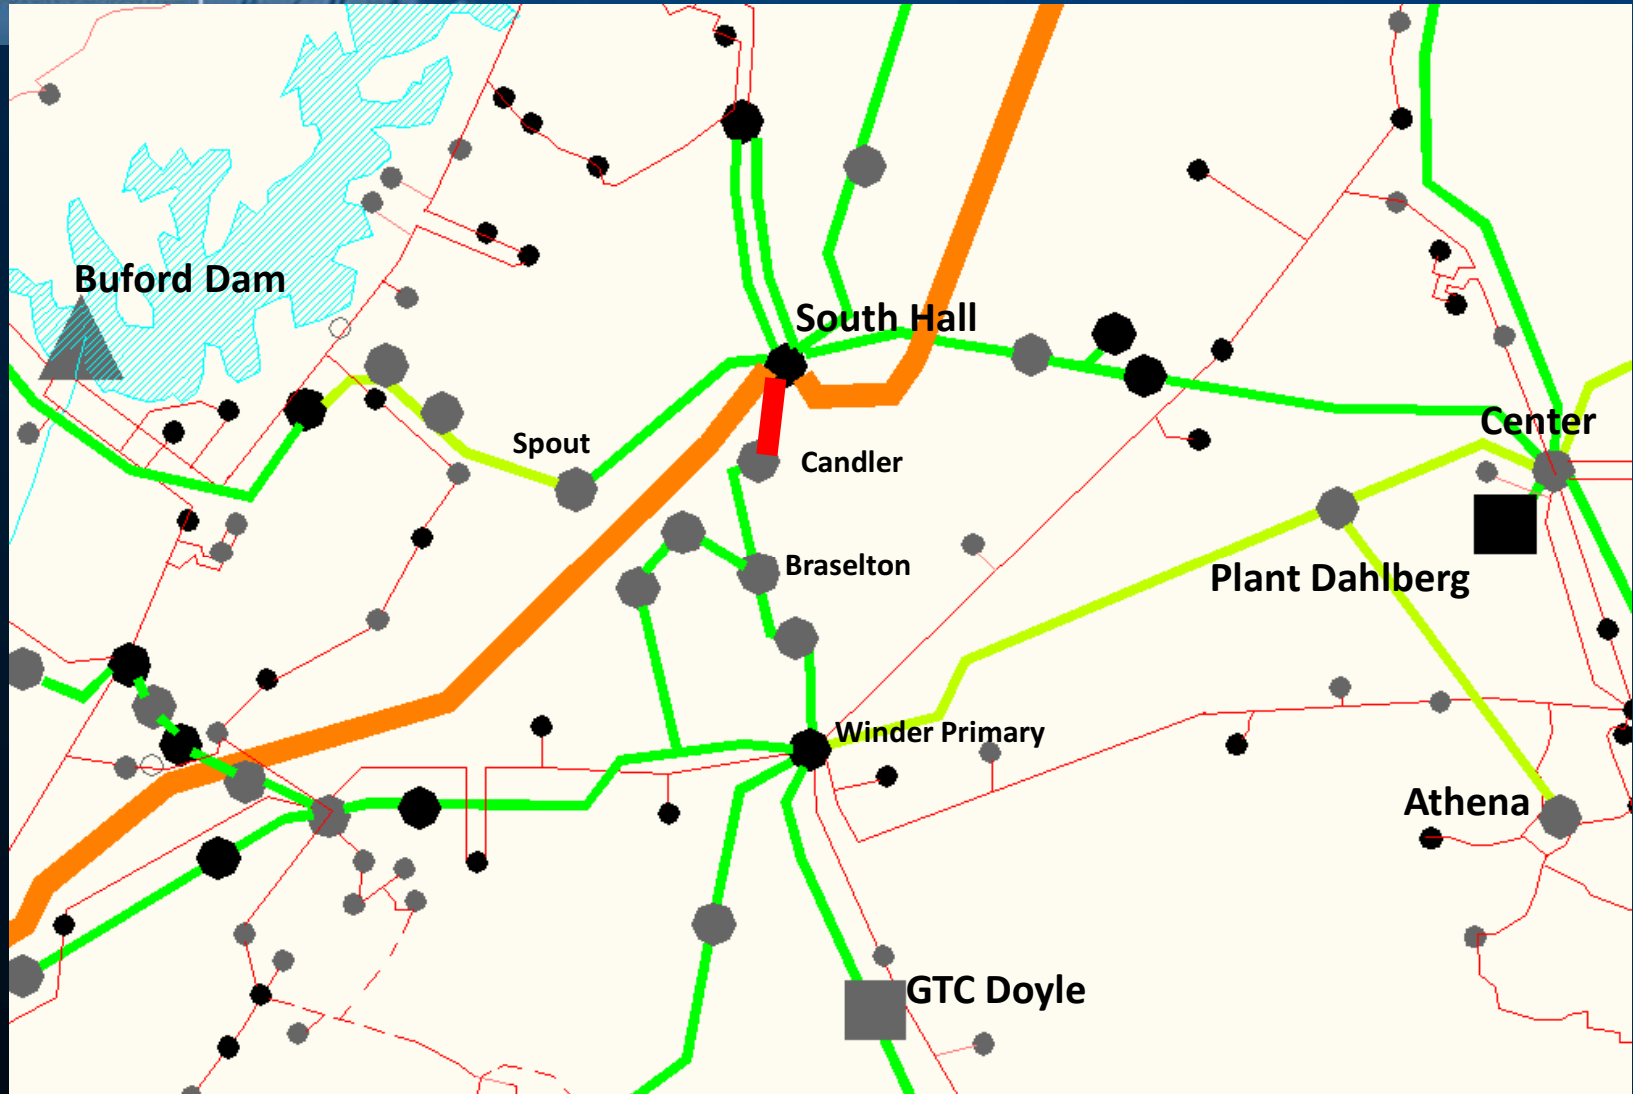 Buford Dam
South Hall
Center
Spout
Candler
Braselton
Plant Dahlberg
Winder Primary
Athena
GTC Doyle